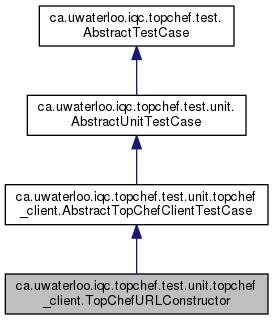 ca.uwaterloo.iqc.topchef.test.
AbstractTestCase
ca.uwaterloo.iqc.topchef.test.unit.
AbstractUnitTestCase
ca.uwaterloo.iqc.topchef.test.unit.topchef
_client.AbstractTopChefClientTestCase
ca.uwaterloo.iqc.topchef.test.unit.topchef
_client.TopChefURLConstructor